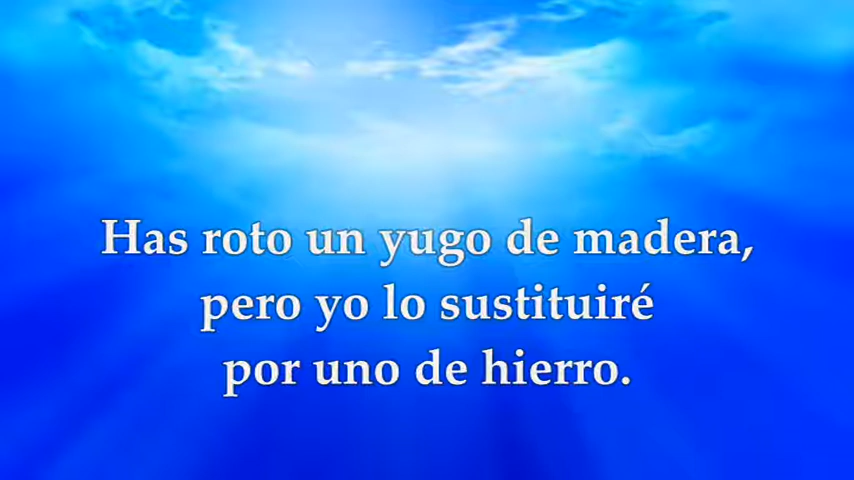 Has roto un yugo de madera,
pero yo lo sustituiré
por uno de hierro.